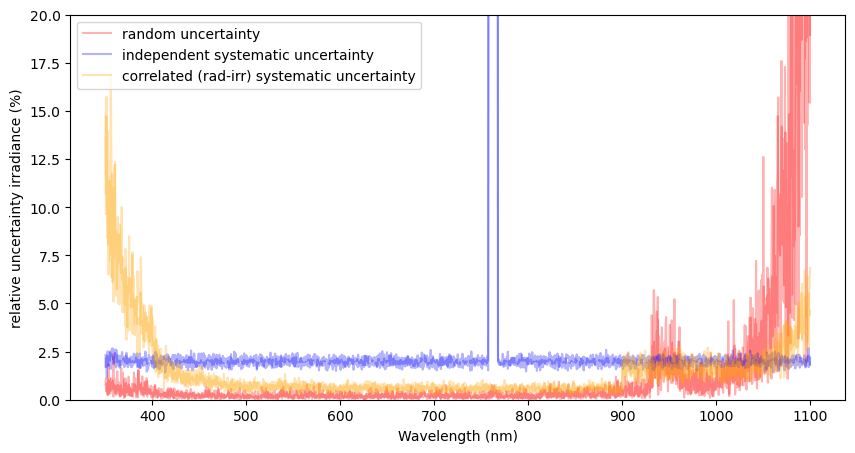 random uncertainty
independent systematic uncertainty
correlated (rad-irr) systematic uncertainty
relative uncertainty irradiance (%)
20.0
17.5
15.0
12.5
10.0
7.5
5.0
2.5
0.0
400 500 600 700 800 900 1000 1100
Wavelength (nm)